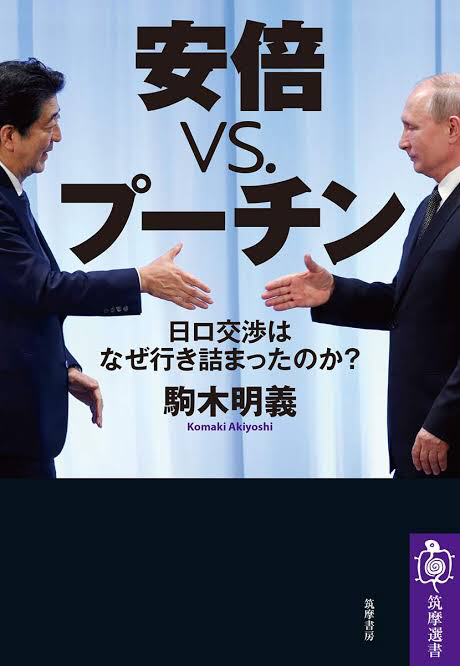 安倍
VS.
プーチン
日ロ交渉は
なぜ行き詰まったのか?
駒木明義
Komaki Akiyoshi
筑摩書房
筑摩選書